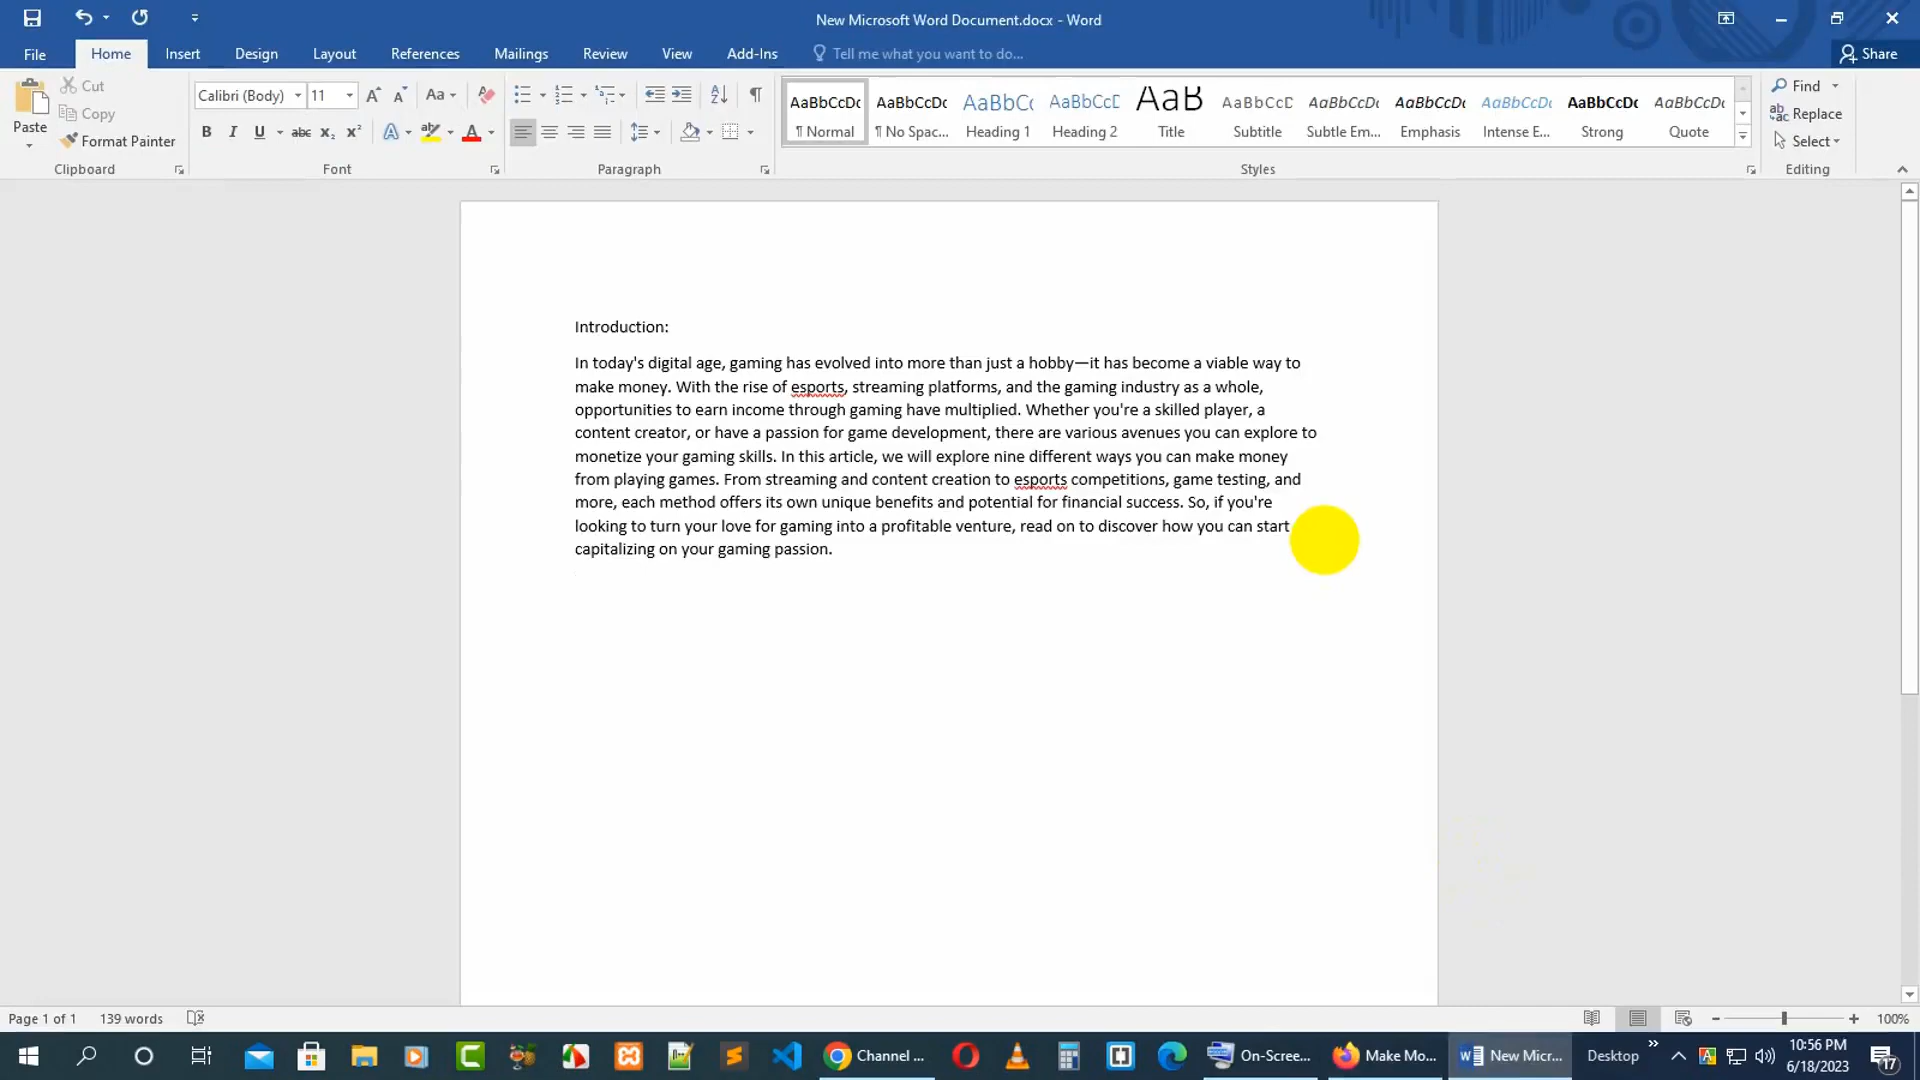 New Microsoft Word Document.docx - Word
File Home Insert Design Layout References Mailings Review View Add-Ins Tell me what you want to do... Share
Paste
Cut
Copy
Format Painter
Clipboard
Calibri (Body) 11
Font
Paragraph
AaBbCcDc AaBbCcDc AaBbCc AaBbCcC AaB AaBbCcC AaBbCcDc AaBbCcDc AaBbCcDc AaBbCcDc AaBbCcDc
¶ Normal ¶ No Spac... Heading 1 Heading 2 Title Subtitle Subtle Em... Emphasis Intense E... Strong Quote
Styles
Find
Replace
Select
Editing
Introduction:
In today's digital age, gaming has evolved into more than just a hobby—it has become a viable way to
make money. With the rise of esports, streaming platforms, and the gaming industry as a whole,
opportunities to earn income through gaming have multiplied. Whether you're a skilled player, a
content creator, or have a passion for game development, there are various avenues you can explore to
monetize your gaming skills. In this article, we will explore nine different ways you can make money
from playing games. From streaming and content creation to esports competitions, game testing, and
more, each method offers its own unique benefits and potential for financial success. So, if you're
looking to turn your love for gaming into a profitable venture, read on to discover how you can start
capitalizing on your gaming passion.
Page 1 of 1 139 words 100%
Channel ... On-Scree... Make Mo... New Micr... Desktop
10:56 PM
6/18/2023
17